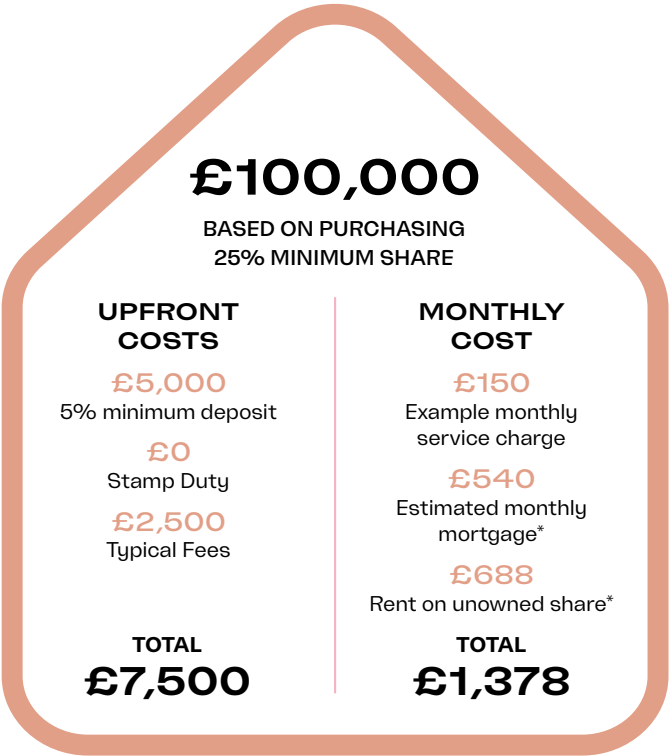 £100,000
BASED ON PURCHASING
25% MINIMUM SHARE
UPFRONT
COSTS
£5,000
5% minimum deposit
£0
Stamp Duty
£2,500
Typical Fees
TOTAL
£7,500
MONTHLY
COST
£150
Example monthly
service charge
£540
Estimated monthly
mortgage*
£688
Rent on unowned share*
TOTAL
£1,378